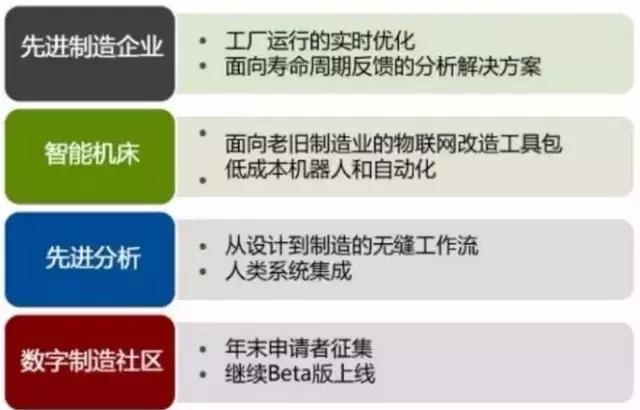 先进制造企业
• 工厂运行的实时优化
• 面向寿命周期反馈的分析解决方案
智能机床
• 面向老旧制造业的物联网改造工具包
• 低成本机器人和自动化
先进分析
• 从设计到制造的无缝工作流
• 人类系统集成
数字制造社区
• 年末申请者征集
• 继续Beta版上线